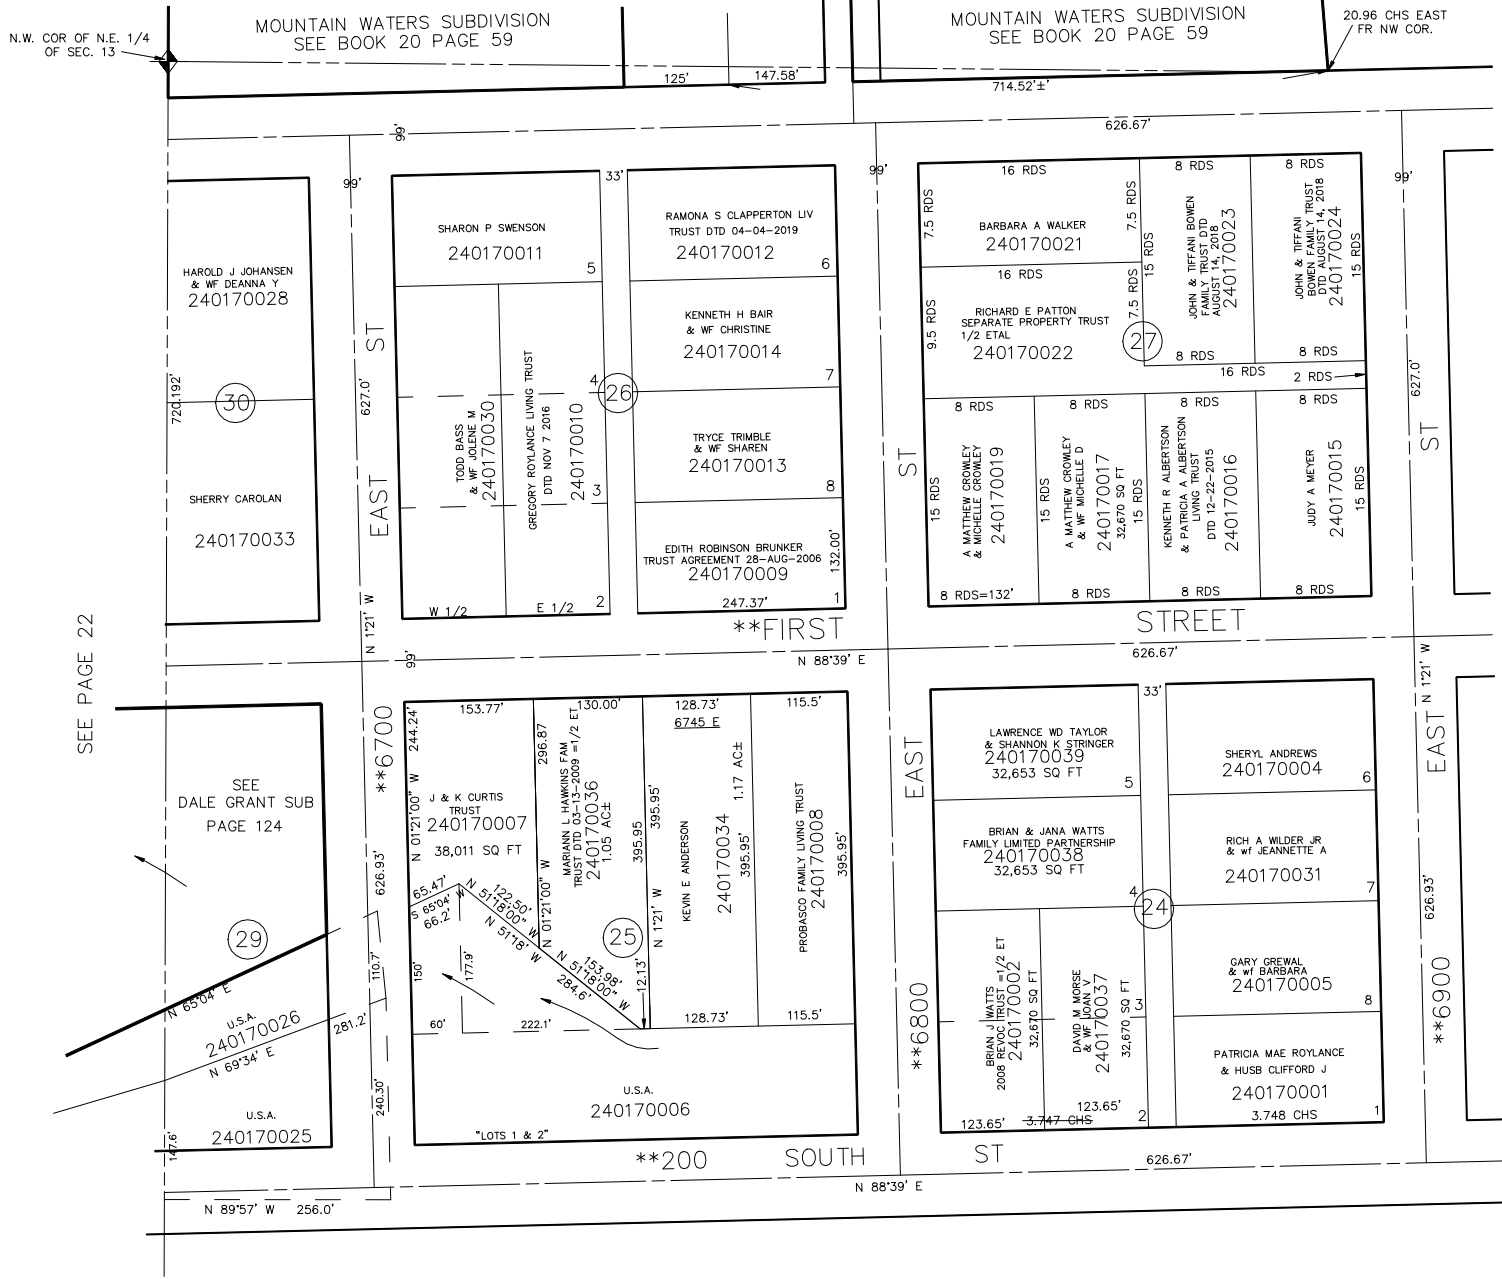 N.W. COR OF N.E. 1/4
OF SEC. 13
MOUNTAIN WATERS SUBDIVISION
SEE BOOK 20 PAGE 59
MOUNTAIN WATERS SUBDIVISION
SEE BOOK 20 PAGE 59
20.96 CHS EAST
FR NW COR.
125'
147.58'
714.52'±'
99'
626.67'
99'
33'
99'
99'
HAROLD J JOHANSEN
& WF DEANNA Y
240170028
720.192'
30
SHERRY CAROLAN
240170033
EAST ST
627.0'
N 1°21' W
SHARON P SWENSON
240170011
5
RAMONA S CLAPPERTON LIV
TRUST DTD 04-04-2019
240170012
6
KENNETH H BAIR
& WF CHRISTINE
240170014
7
4
26
TODD BASS
& WF JOLENE M
240170030
GREGORY ROYLANCE LIVING TRUST
DTD NOV 7 2016
240170010
3
TRYCE TRIMBLE
& WF SHAREN
240170013
8
EDITH ROBINSON BRUNKER
TRUST AGREEMENT 28-AUG-2006
240170009
132.00'
W 1/2
E 1/2
2
247.37'
1
16 RDS
8 RDS
8 RDS
7.5 RDS
7.5 RDS
BARBARA A WALKER
240170021
16 RDS
15 RDS
JOHN & TIFFANI BOWEN
FAMILY TRUST DTD
AUGUST 14, 2018
240170023
JOHN & TIFFANI
BOWEN FAMILY TRUST
DTD AUGUST 14, 2018
240170024
15 RDS
9.5 RDS
7.5 RDS
RICHARD E PATTON
SEPARATE PROPERTY TRUST
1/2 ETAL
240170022
27
8 RDS
8 RDS
16 RDS
2 RDS
627.0'
8 RDS
8 RDS
8 RDS
8 RDS
ST
ST
15 RDS
A MATTHEW CROWLEY
& MICHELLE CROWLEY
240170019
15 RDS
A MATTHEW CROWLEY
& WF MICHELLE D
240170017
32,670 SQ FT
15 RDS
KENNETH R ALBERTSON
& PATRICIA A ALBERTSON
LIVING TRUST
DTD 12-22-2015
240170016
JUDY A MEYER
240170015
15 RDS
8 RDS=132'
8 RDS
8 RDS
8 RDS
**FIRST
STREET
SEE PAGE 22
99'
N 88°39' E
626.67'
N 1°21' W
**6700
626.93'
SEE
DALE GRANT SUB
PAGE 124
29
N 65°04' E
U.S.A.
240170026
N 69°34' E
281.2'
110.7'
240.30'
U.S.A.
240170025
147.6'
N 89°57' W
256.0'
153.77'
130.00'
128.73'
115.5'
6745 E
244.24'
N 01°21'00" W
296.87
J & K CURTIS
TRUST
240170007
38,011 SQ FT
MARIANN L HAWKINS FAM
TRUST DTD 03-13-2009 =1/2 ET
240170036
1.05 AC±
395.95
395.95'
KEVIN E ANDERSON
240170034
1.17 AC±
395.95'
PROBASCO FAMILY LIVING TRUST
240170008
395.95'
65.47'
S 65°04' W
66.2'
122.50'
N 51°18'00" W
N 51°18' W
N 01°21'00" W
25
N 1°21' W
153.98'
N 51°18'00" W
284.6'
12.13'
150'
177.9'
60'
222.1'
128.73'
115.5'
U.S.A.
240170006
"LOTS 1 & 2"
33'
EAST
EAST
LAWRENCE WD TAYLOR
& SHANNON K STRINGER
240170039
32,653 SQ FT
5
SHERYL ANDREWS
240170004
6
BRIAN & JANA WATTS
FAMILY LIMITED PARTNERSHIP
240170038
32,653 SQ FT
4
24
RICH A WILDER JR
& wf JEANNETTE A
240170031
7
BRIAN J WATTS
2008 REVOC TRUST =1/2 ET
240170002
32,670 SQ FT
DAVID M MORSE
& WF JOAN V
240170037
32,670 SQ FT
3
GARY GREWAL
& wf BARBARA
240170005
8
PATRICIA MAE ROYLANCE
& HUSB CLIFFORD J
240170001
123.65'
3.747 CHS
123.65'
2
3.748 CHS
1
626.93'
**6800
**6900
**200
SOUTH
ST
N 88°39' E
626.67'